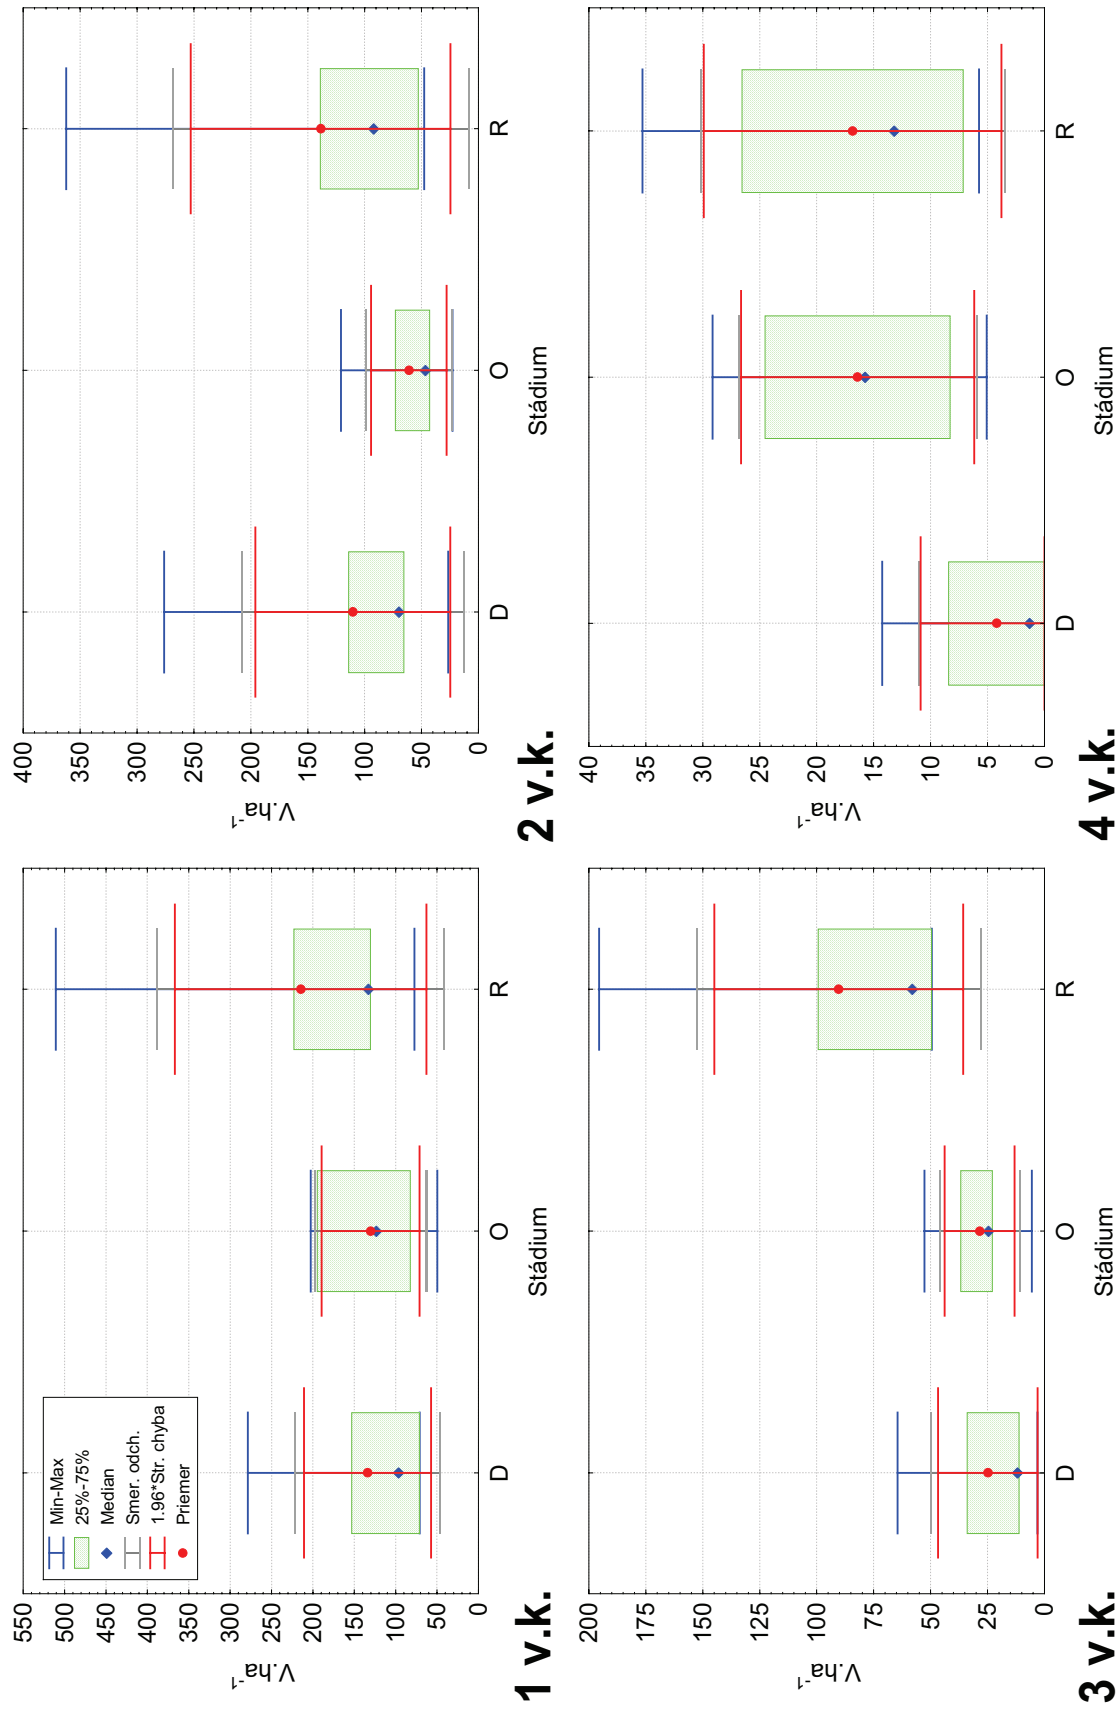 550
500
450
400
350
300
250
200
150
100
50
0
V.ha-1
Min-Max
25%-75%
Median
Smer. odch.
1.96*Str. chyba
Priemer
D
O
R
Stádium
1 v.k.
400
350
300
250
200
150
100
50
0
V.ha-1
D
O
R
Stádium
2 v.k.
200
175
150
125
100
75
50
25
0
V.ha-1
D
O
R
Stádium
3 v.k.
40
35
30
25
20
15
10
5
0
V.ha-1
D
O
R
Stádium
4 v.k.